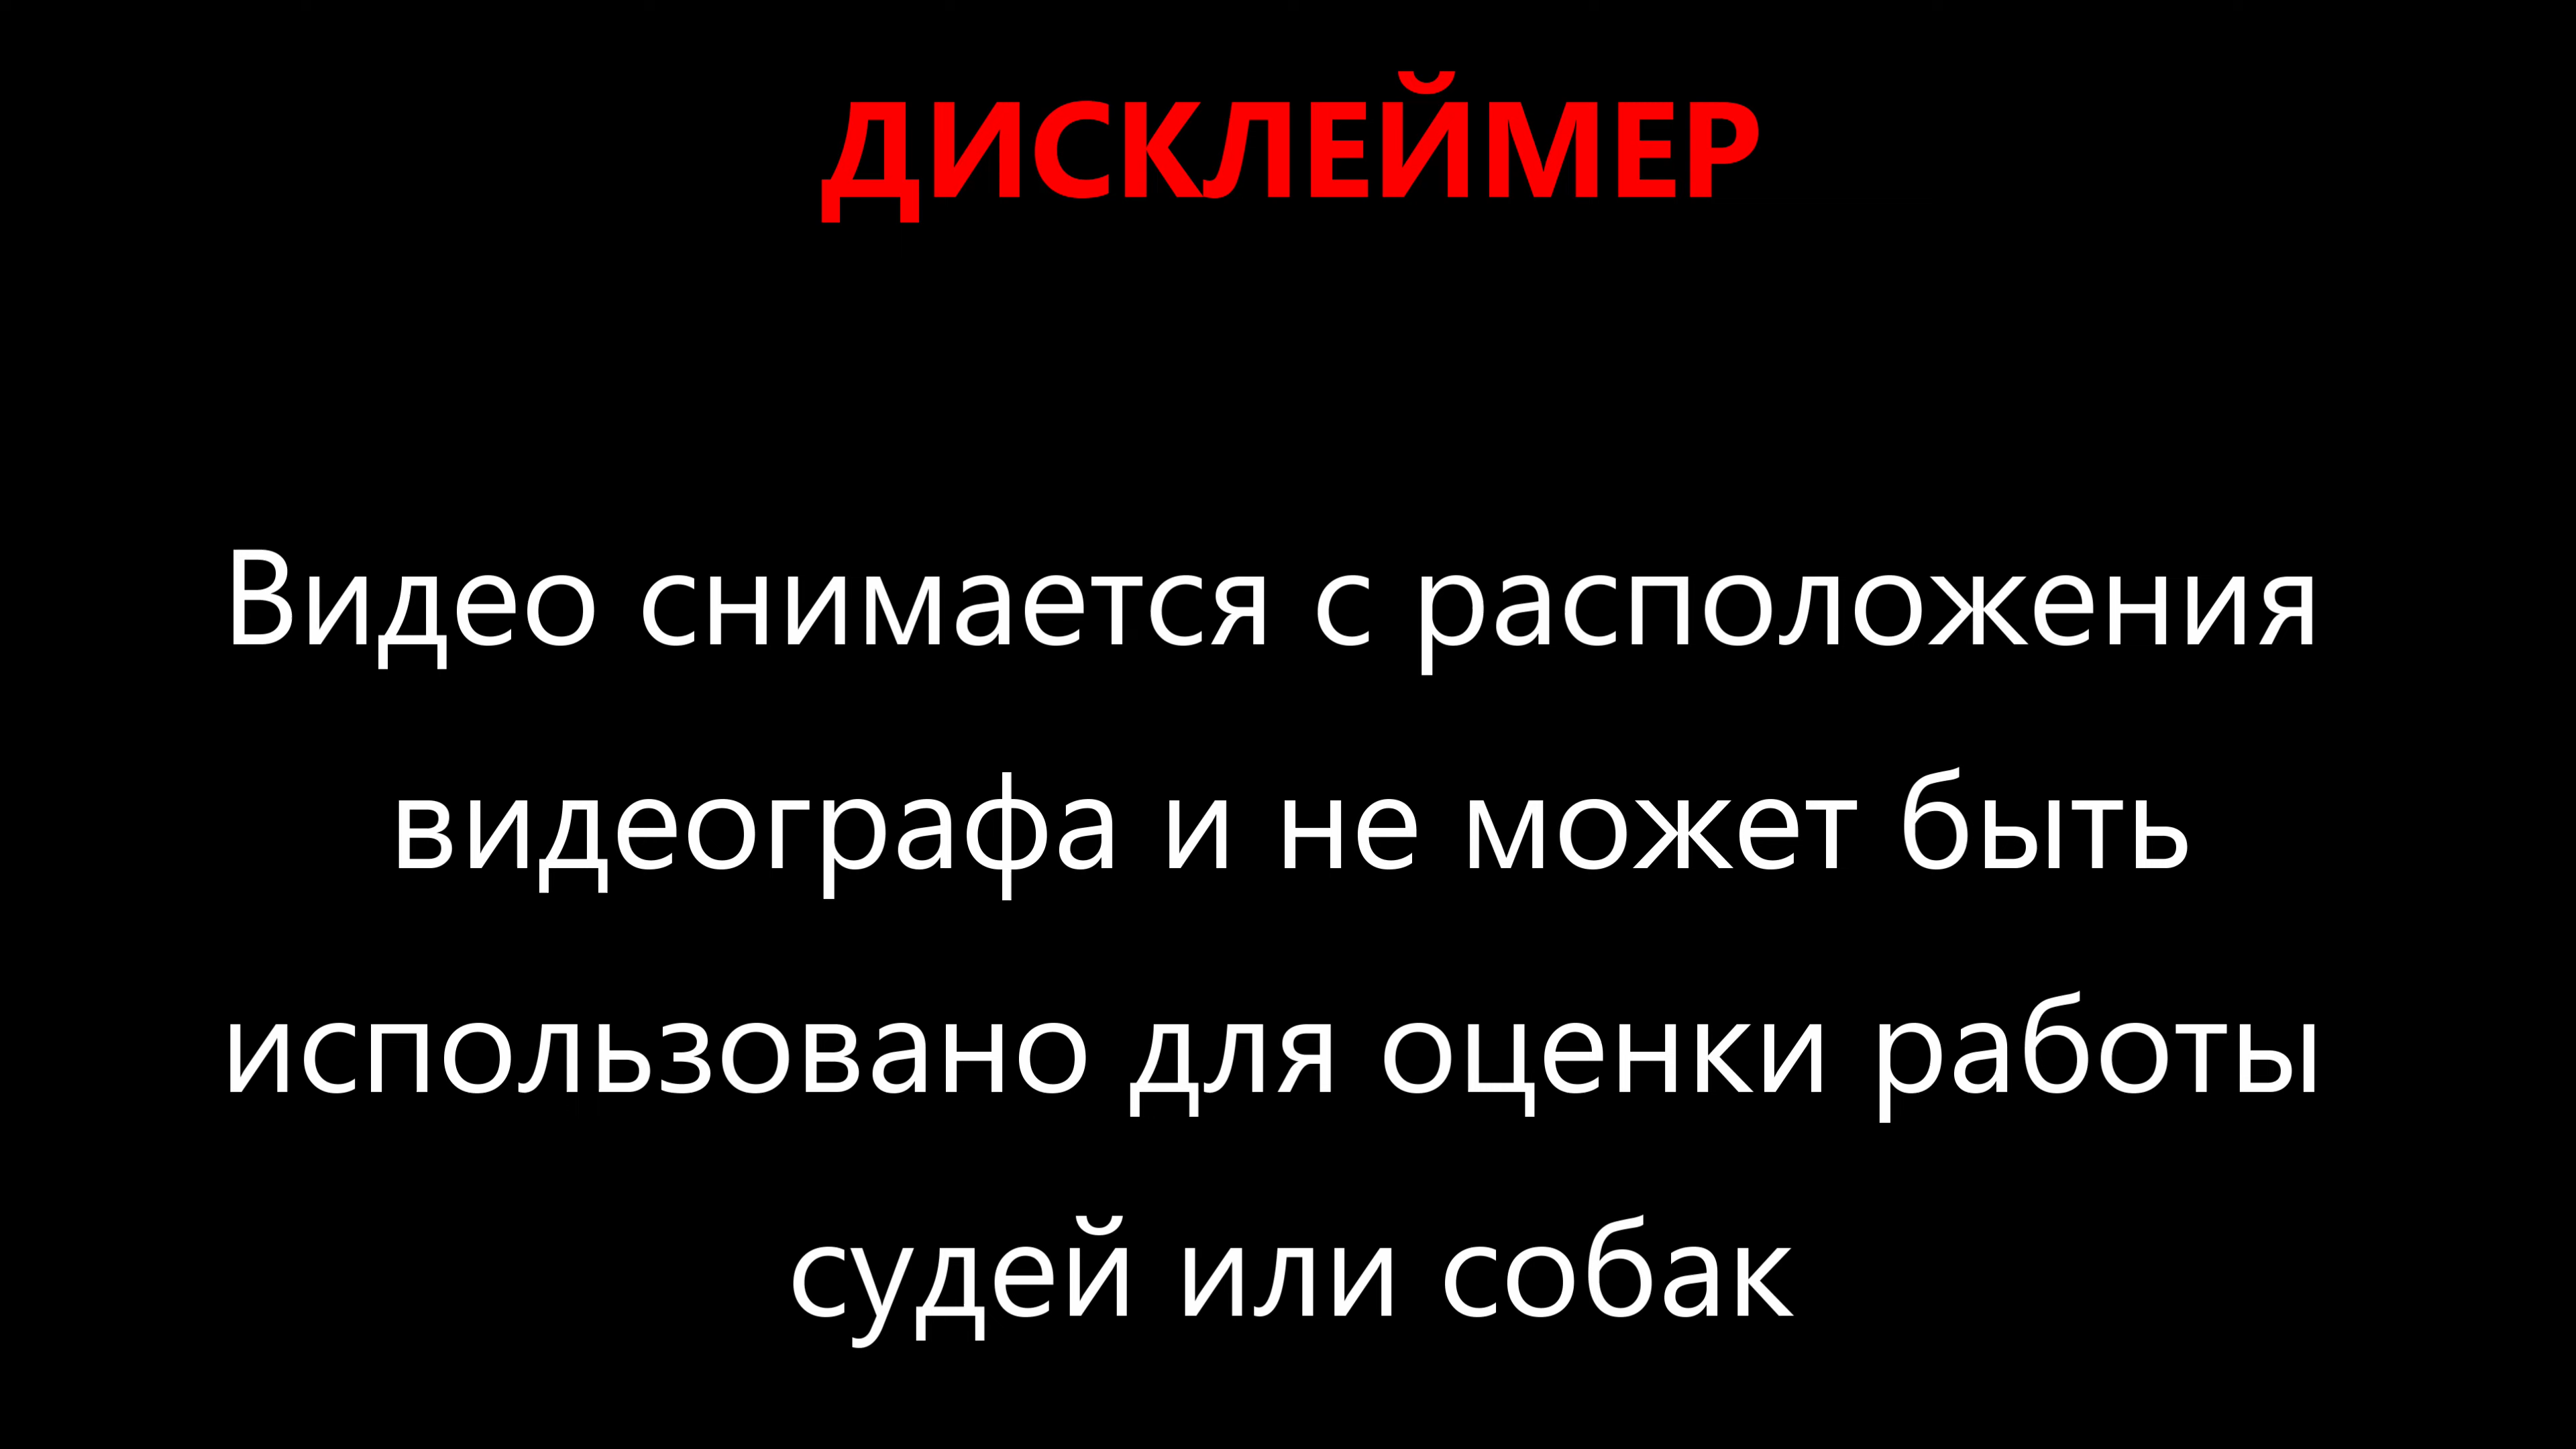 ДИСКЛЕЙМЕР
Видео снимается с расположения
видеографа и не может быть
использовано для оценки работы
судей или собак